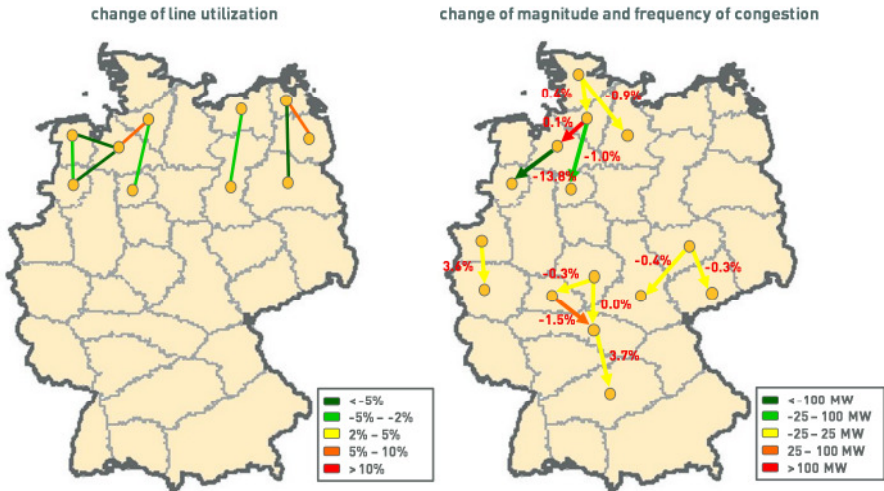 change of line utilization
change of magnitude and frequency of congestion
0.4%
-0.9%
0.1%
-1.0%
-13.8%
3.4%
-0.3%
-0.4%
-0.3%
0.0%
-1.5%
3.7%
<-5%
-5% – -2%
2% – 5%
5% – 10%
>10%
<-100 MW
-25 – 100 MW
-25 – 25 MW
25 – 100 MW
>100 MW